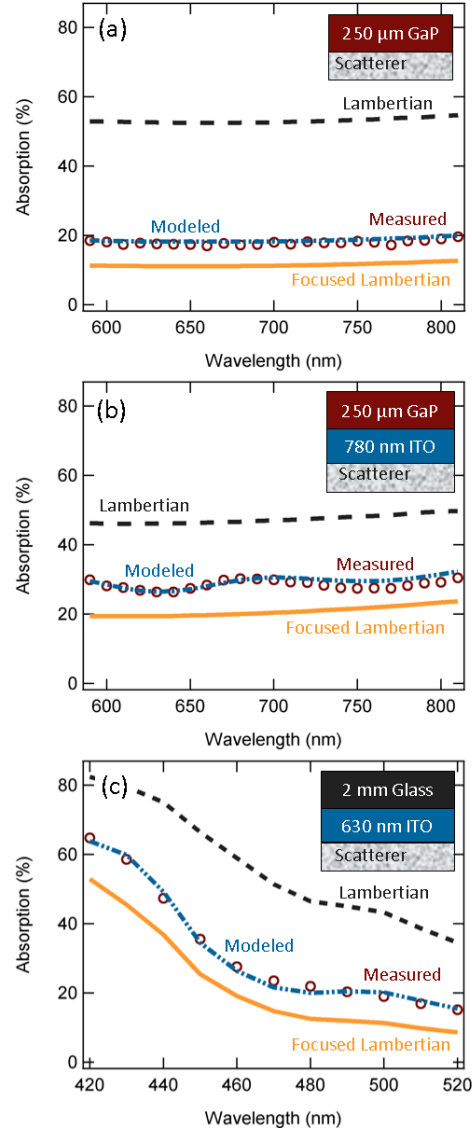 (a)
250 μm GaP
Scatterer
Lambertian
Modeled
Measured
Focused Lambertian
Absorption (%)
80
60
40
20
0
600
650
700
750
800
Wavelength (nm)
(b)
250 μm GaP
780 nm ITO
Scatterer
Lambertian
Modeled
Measured
Focused Lambertian
Absorption (%)
80
60
40
20
0
600
650
700
750
800
Wavelength (nm)
(c)
2 mm Glass
630 nm ITO
Scatterer
Lambertian
Modeled
Measured
Focused Lambertian
Absorption (%)
80
60
40
20
0
420
440
460
480
500
520
Wavelength (nm)